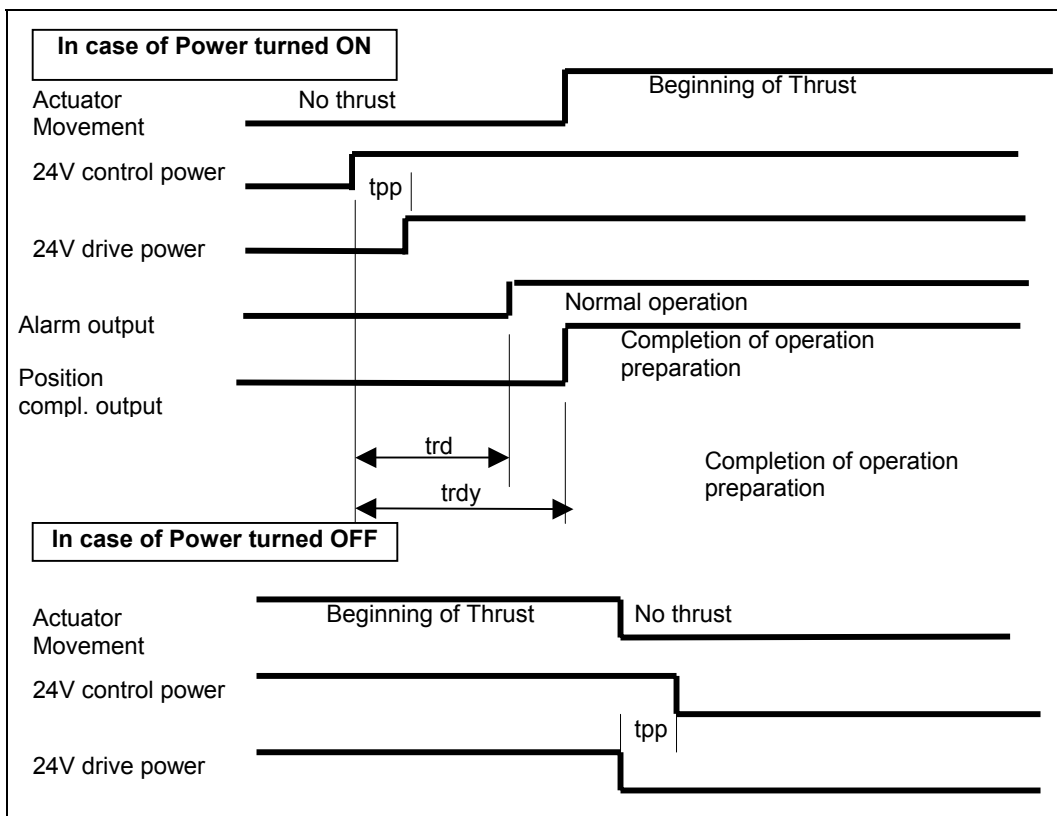 In case of Power turned ON
Beginning of Thrust
Actuator
Movement
No thrust
24V control power
tpp
24V drive power
Normal operation
Alarm output
Completion of operation
preparation
Position
compl. output
trd
Completion of operation
preparation
trdy
In case of Power turned OFF
Actuator
Movement
Beginning of Thrust
No thrust
24V control power
tpp
24V drive power